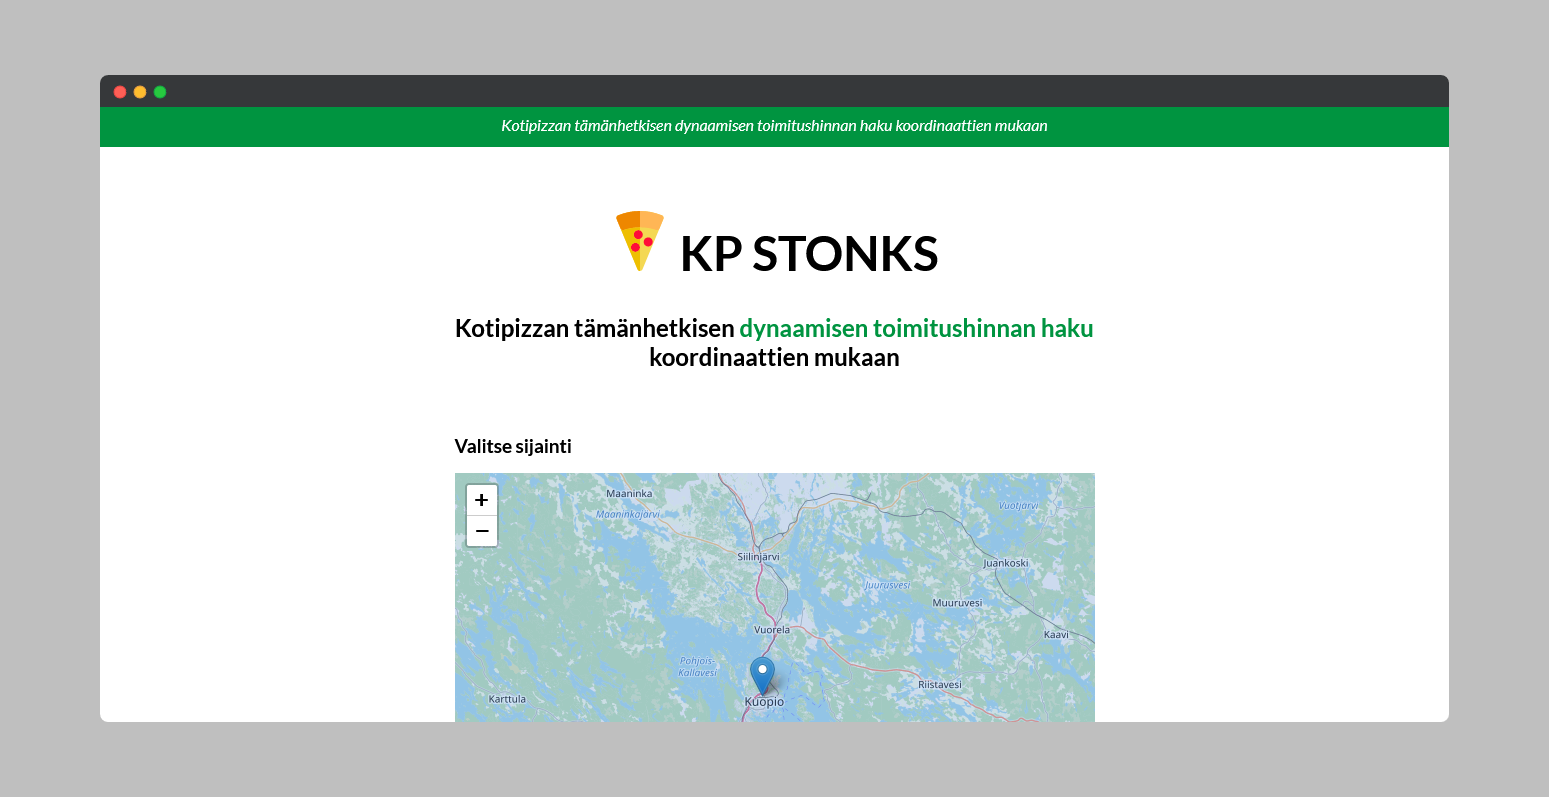 Kotipizzan tämänhetkisen dynaamisen toimitushinnan haku koordinaattien mukaan
KP STONKS
Kotipizzan tämänhetkisen dynaamisen toimitushinnan haku
koordinaattien mukaan
Valitse sijainti
+
−
Maaninka
Maaninkajärvi
Vuotjärvi
Siilinjärvi
Juankoski
Juurusvesi
Muuruvesi
Vuorela
Kaavi
Pohjois-
Kallavesi
Riistavesi
Karttula
Kuopio